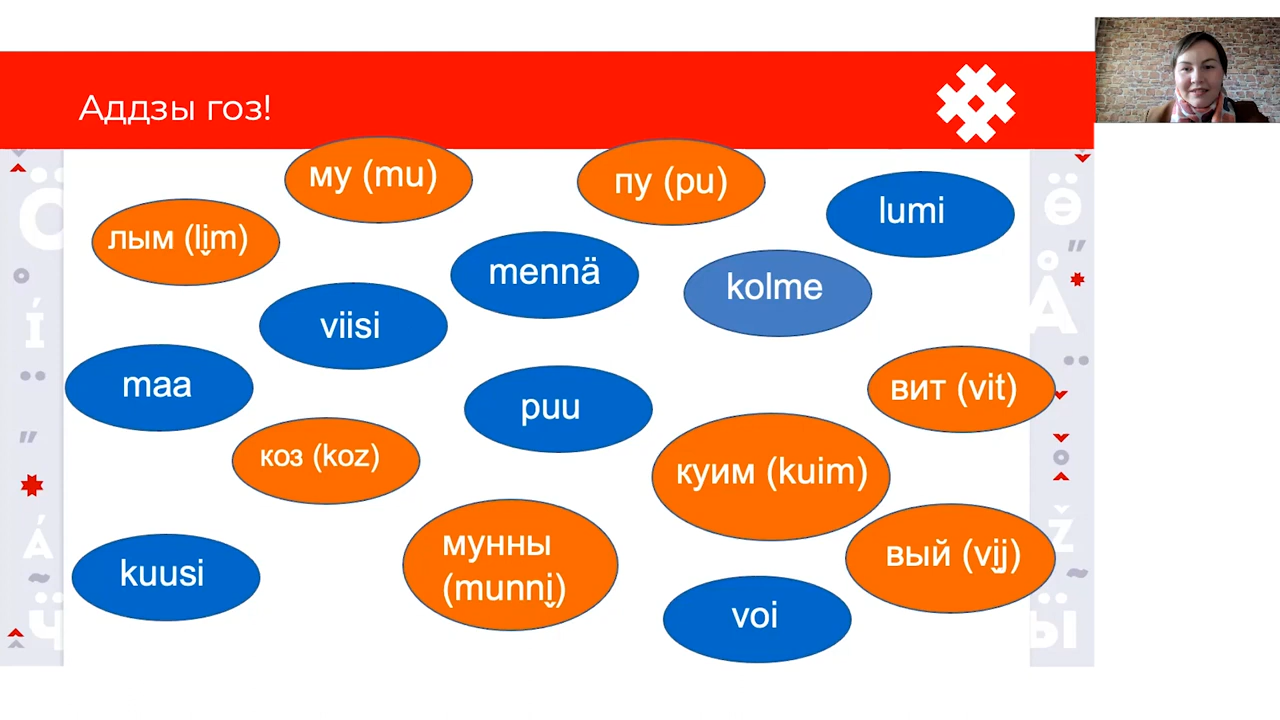 Аддзы гоз!
му (mu)
пу (pu)
lumi
лым (li̮m)
mennä
kolme
viisi
maa
вит (vit)
puu
коз (koz)
куим (kuim)
мунны
(munni̮)
вый (vi̮j)
kuusi
voi